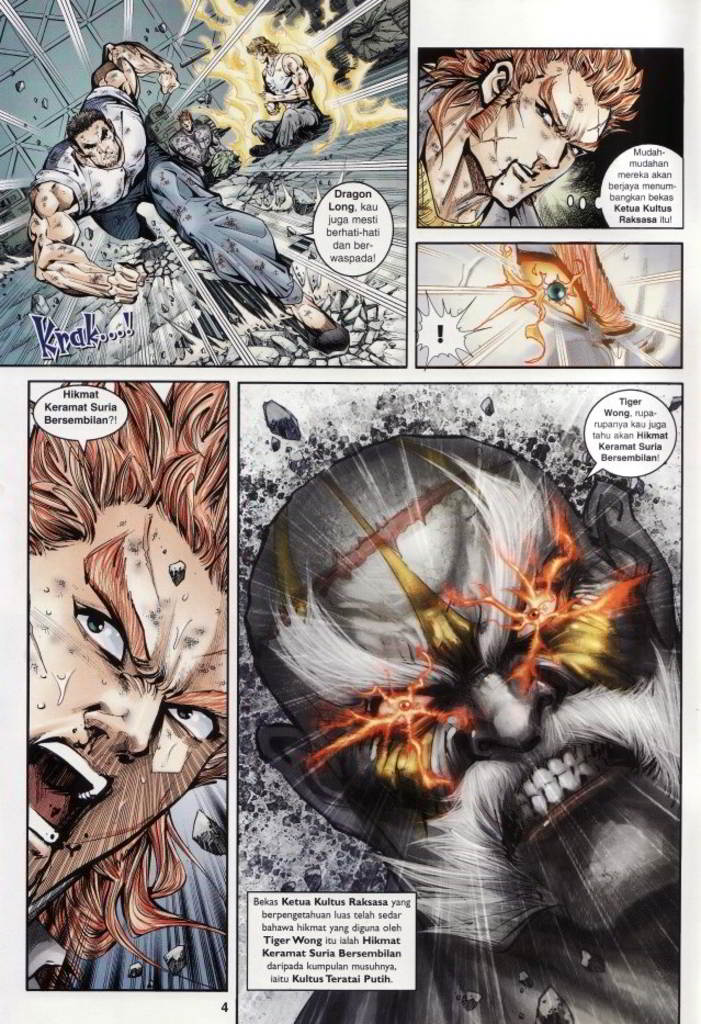 Dragon
Long, kau
juga mesti
berhati-hati
dan ber-
waspada!
Krak...!
Mudah-
mudahan
mereka akan
berjaya menum-
bangkan bekas
Ketua Kultus
Raksasa itu!
!
Hikmat
Keramat Suria
Bersembilan?!
Tiger
Wong, rupa-
rupanya kau juga
tahu akan Hikmat
Keramat Suria
Bersembilan!
Bekas Ketua Kultus Raksasa yang
berpengetahuan luas telah sedar
bahawa hikmat yang diguna oleh
Tiger Wong itu ialah Hikmat
Keramat Suria Bersembilan
daripada kumpulan musuhnya,
iaitu Kultus Teratai Putih.
4